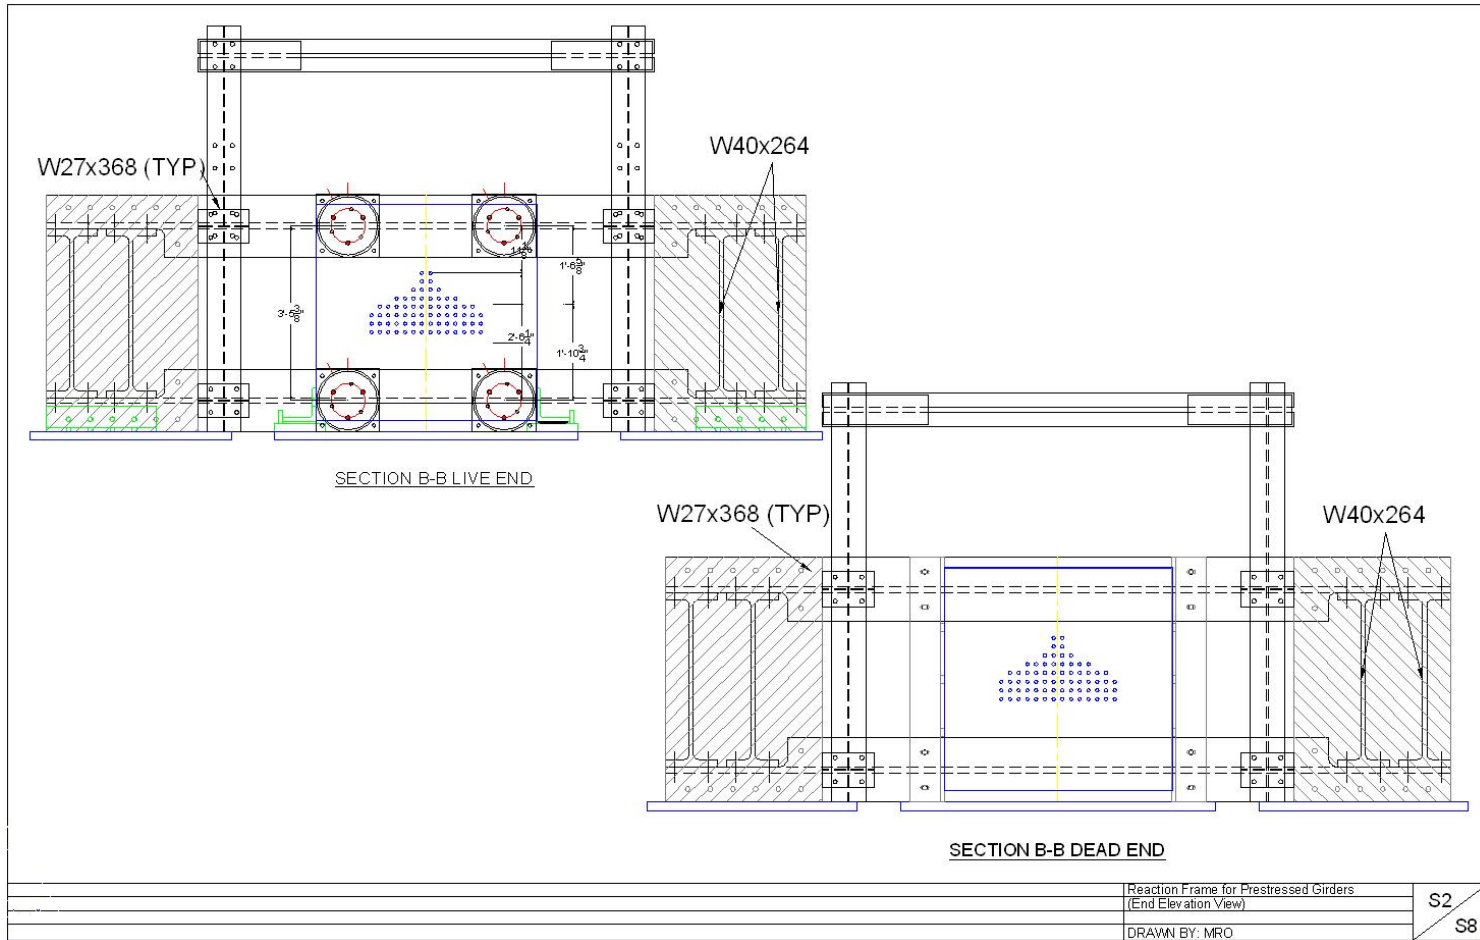 W27x368 (TYP)
W40x264
1'-6 5/8"
3'-5 3/8"
2'-6 1/4"
1'-10 3/4"
SECTION B-B LIVE END
W27x368 (TYP)
W40x264
SECTION B-B DEAD END
Reaction Frame for Prestressed Girders
(End Elevation View)
DRAWN BY: MRO
S2
S8